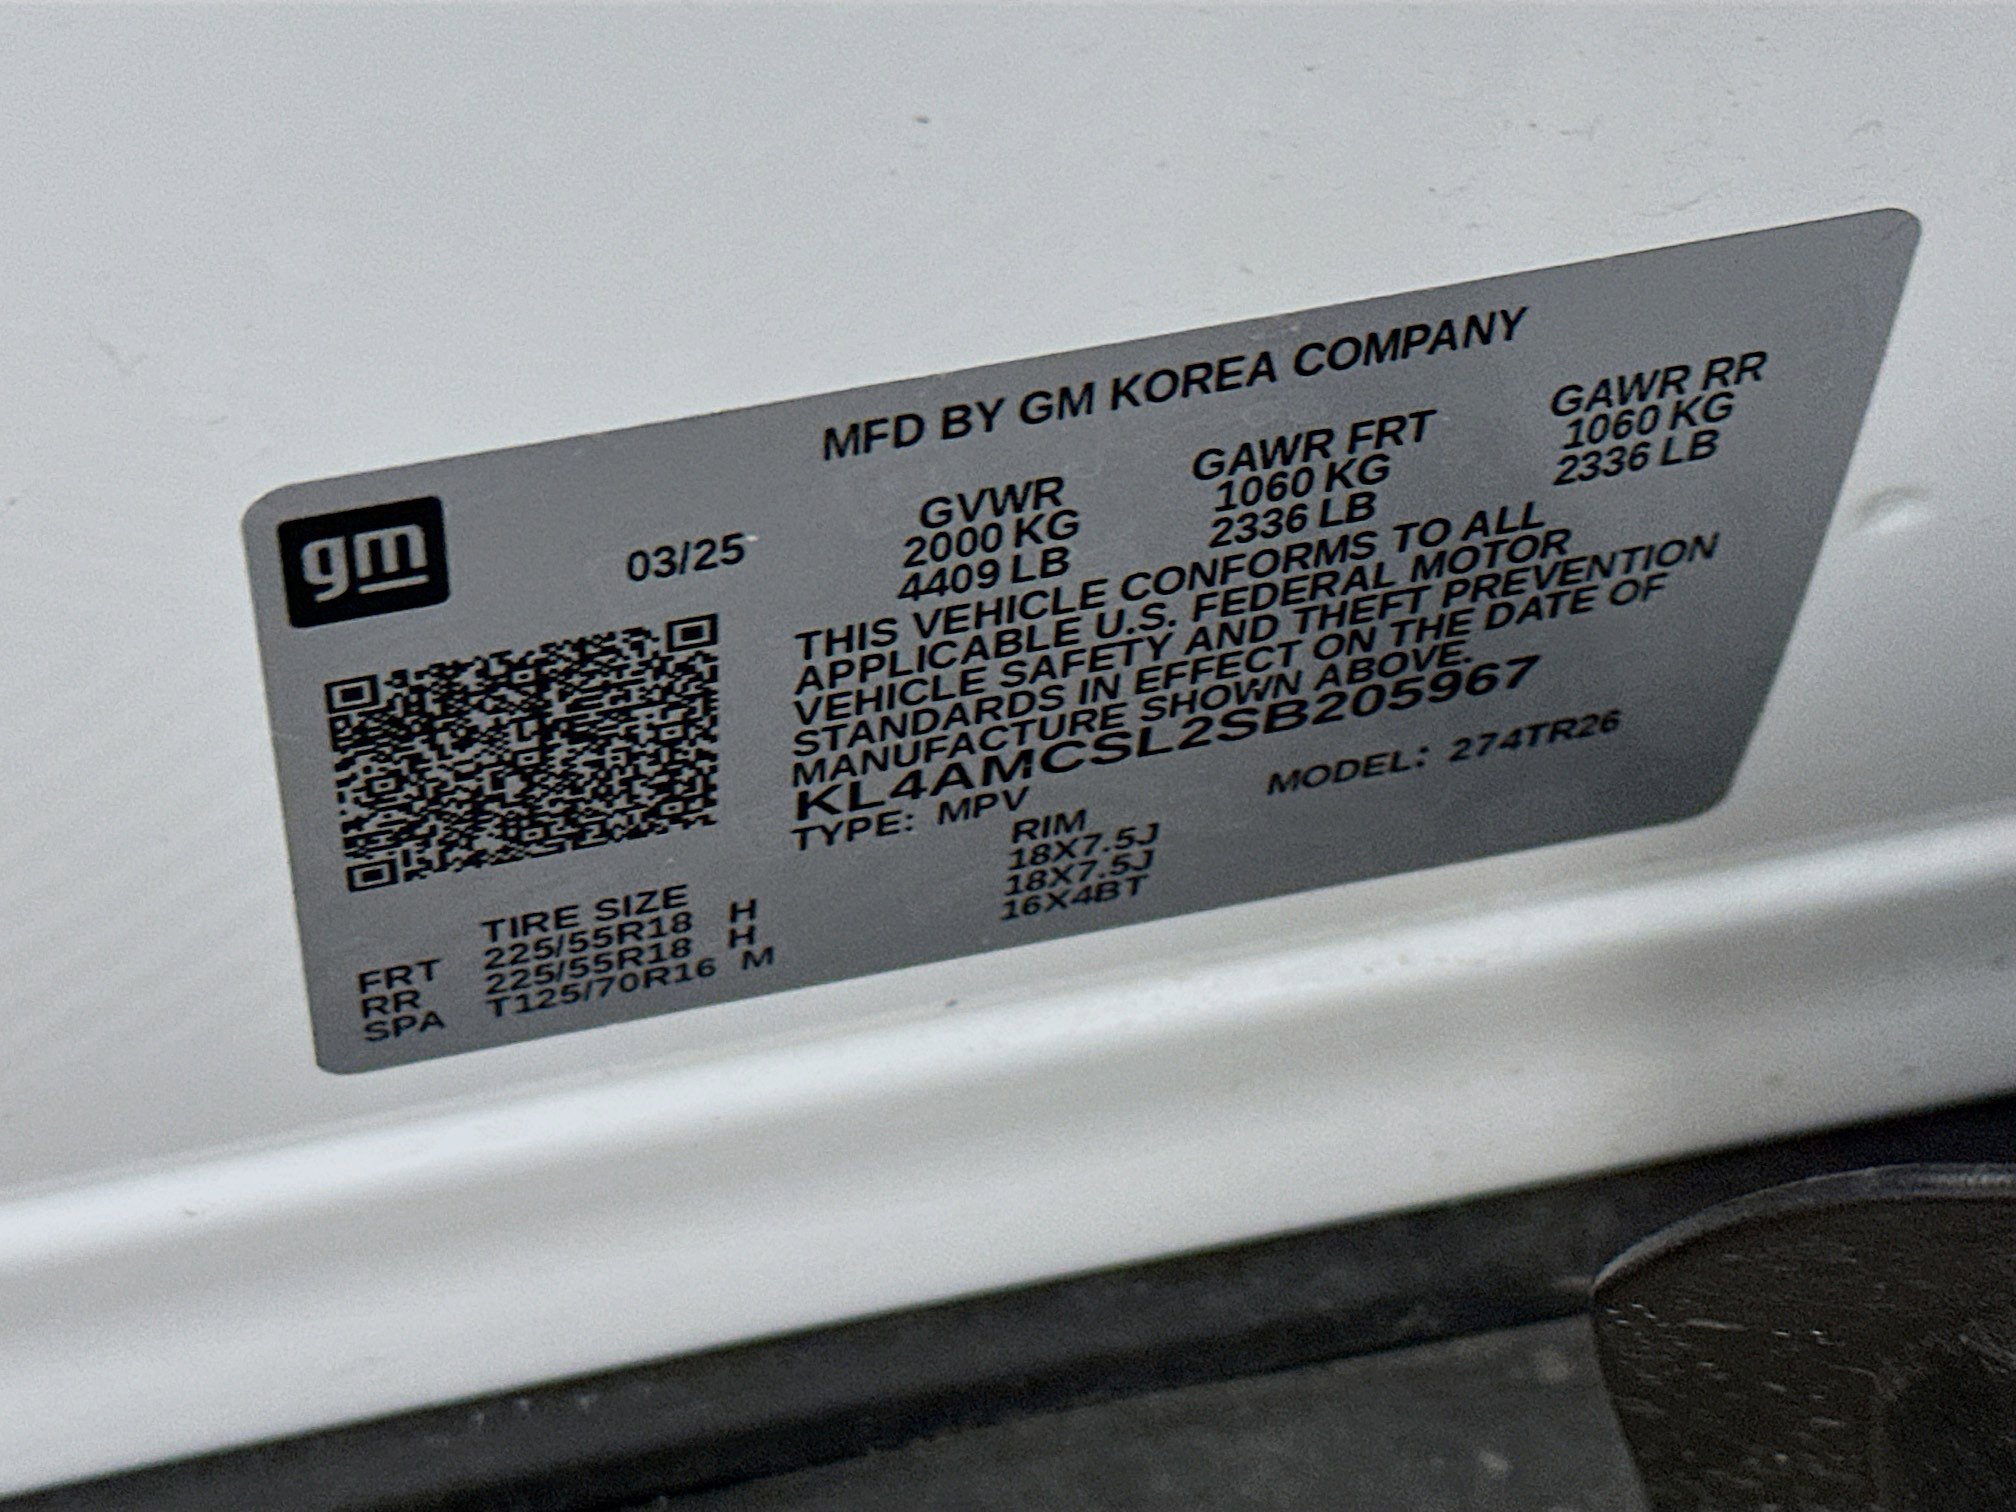 MFD BY GM KOREA COMPANY
gm
03/25
GVWR GAWR FRT GAWR RR
2000 KG 1060 KG 1060 KG
4409 LB 2336 LB 2336 LB
THIS VEHICLE CONFORMS TO ALL
APPLICABLE U.S. FEDERAL MOTOR
VEHICLE SAFETY AND THEFT PREVENTION
STANDARDS IN EFFECT ON THE DATE OF
MANUFACTURE SHOWN ABOVE.
KL4AMCSL2SB205967
TYPE: MPV MODEL: 274TR26
TIRE SIZE RIM
FRT 225/55R18 H 18X7.5J
RR 225/55R18 H 18X7.5J
SPA T125/70R16 M 16X4BT